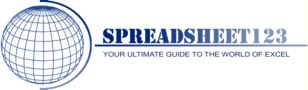 SPREADSHEET123
YOUR ULTIMATE GUIDE TO THE WORLD OF EXCEL